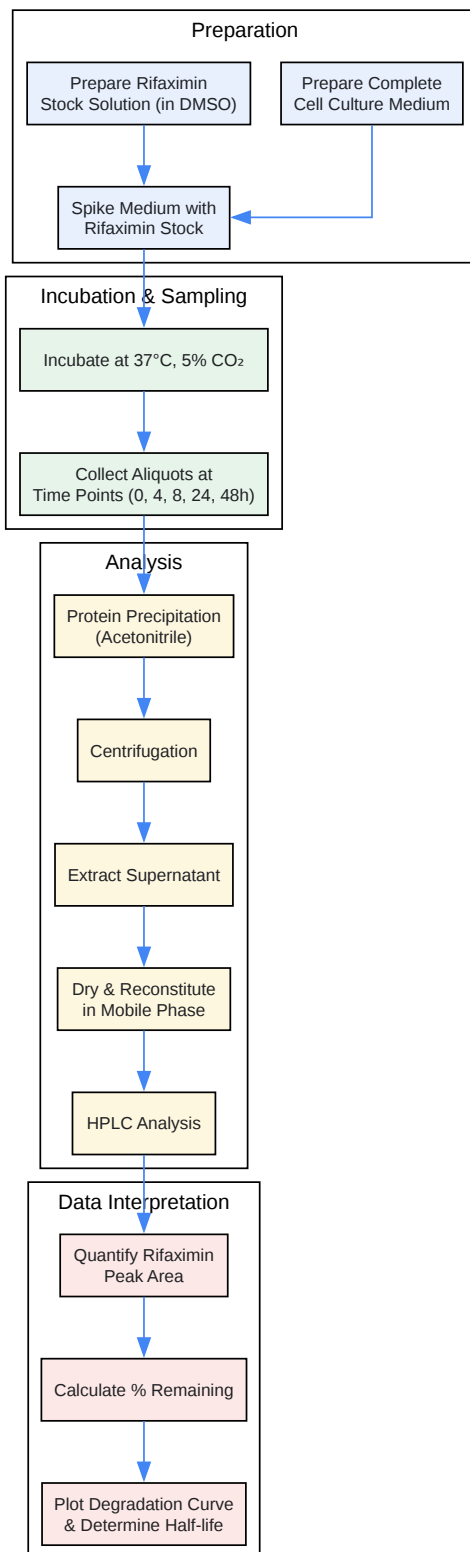 Preparation
Prepare Rifaximin
Stock Solution (in DMSO)
Prepare Complete
Cell Culture Medium
Spike Medium with
Rifaximin Stock
Incubation & Sampling
Incubate at 37°C, 5% CO₂
Collect Aliquots at
Time Points (0, 4, 8, 24, 48h)
Analysis
Protein Precipitation
(Acetonitrile)
Centrifugation
Extract Supernatant
Dry & Reconstitute
in Mobile Phase
HPLC Analysis
Data Interpretation
Quantify Rifaximin
Peak Area
Calculate % Remaining
Plot Degradation Curve
& Determine Half-life